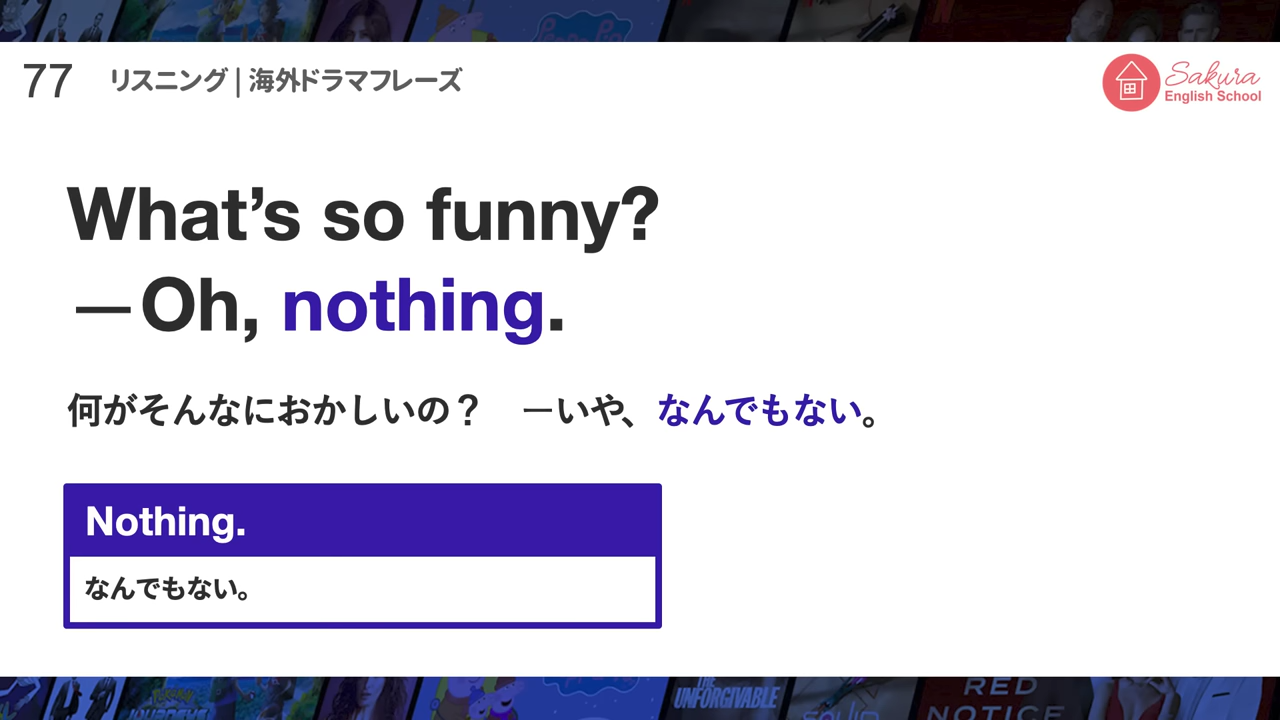 77 リスニング | 海外ドラマフレーズ
Sakura
English School
What’s so funny?
—Oh, nothing.
何がそんなにおかしいの？　—いや、なんでもない。
Nothing.
なんでもない。
THE
UNFORGIVABLE
RED
NOTICE